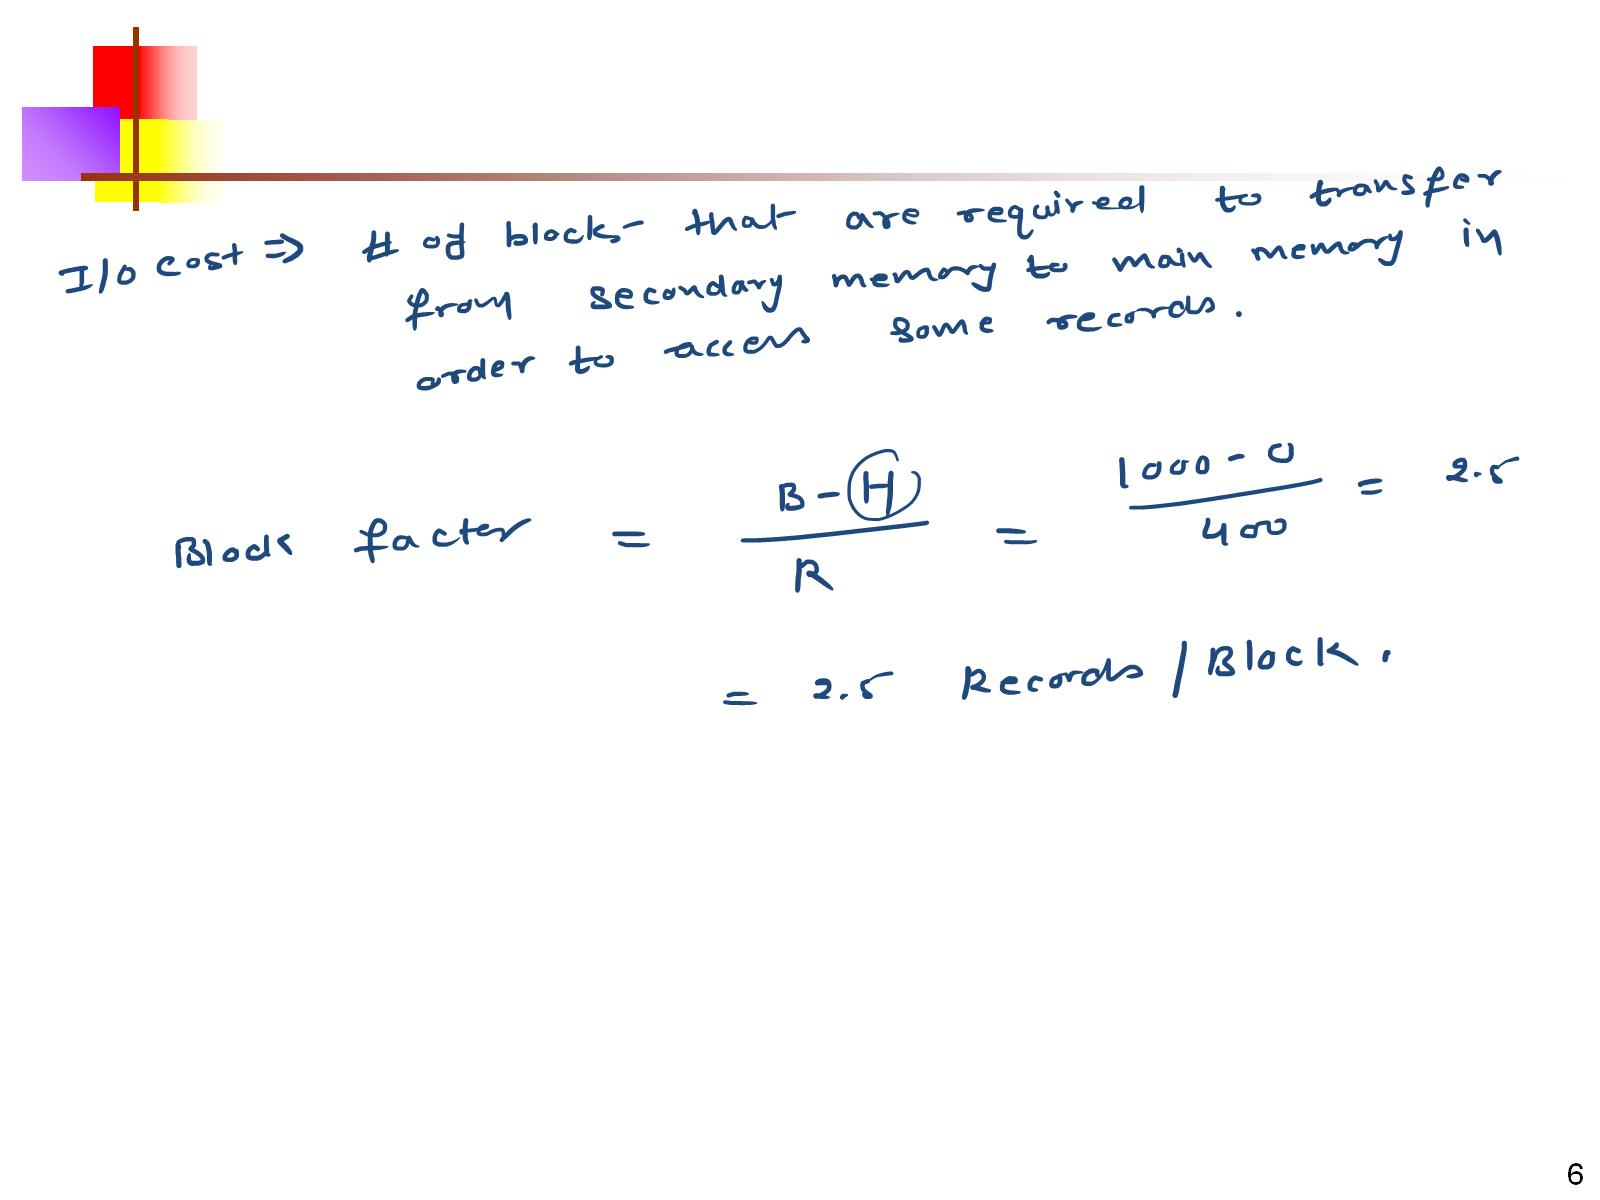 I/O cost ⇒ # of blocks that are required to transfer
from secondary memory to main memory in
order to access some records.
Block factor = B - H / R = 1000 - 0 / 400 = 2.5
= 2.5 Records / Block.
6